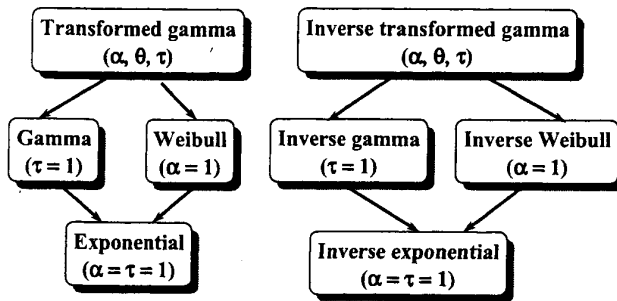 Transformed gamma
(α, θ, τ)
Inverse transformed gamma
(α, θ, τ)
Gamma
(τ = 1)
Weibull
(α = 1)
Inverse gamma
(τ = 1)
Inverse Weibull
(α = 1)
Exponential
(α = τ = 1)
Inverse exponential
(α = τ = 1)